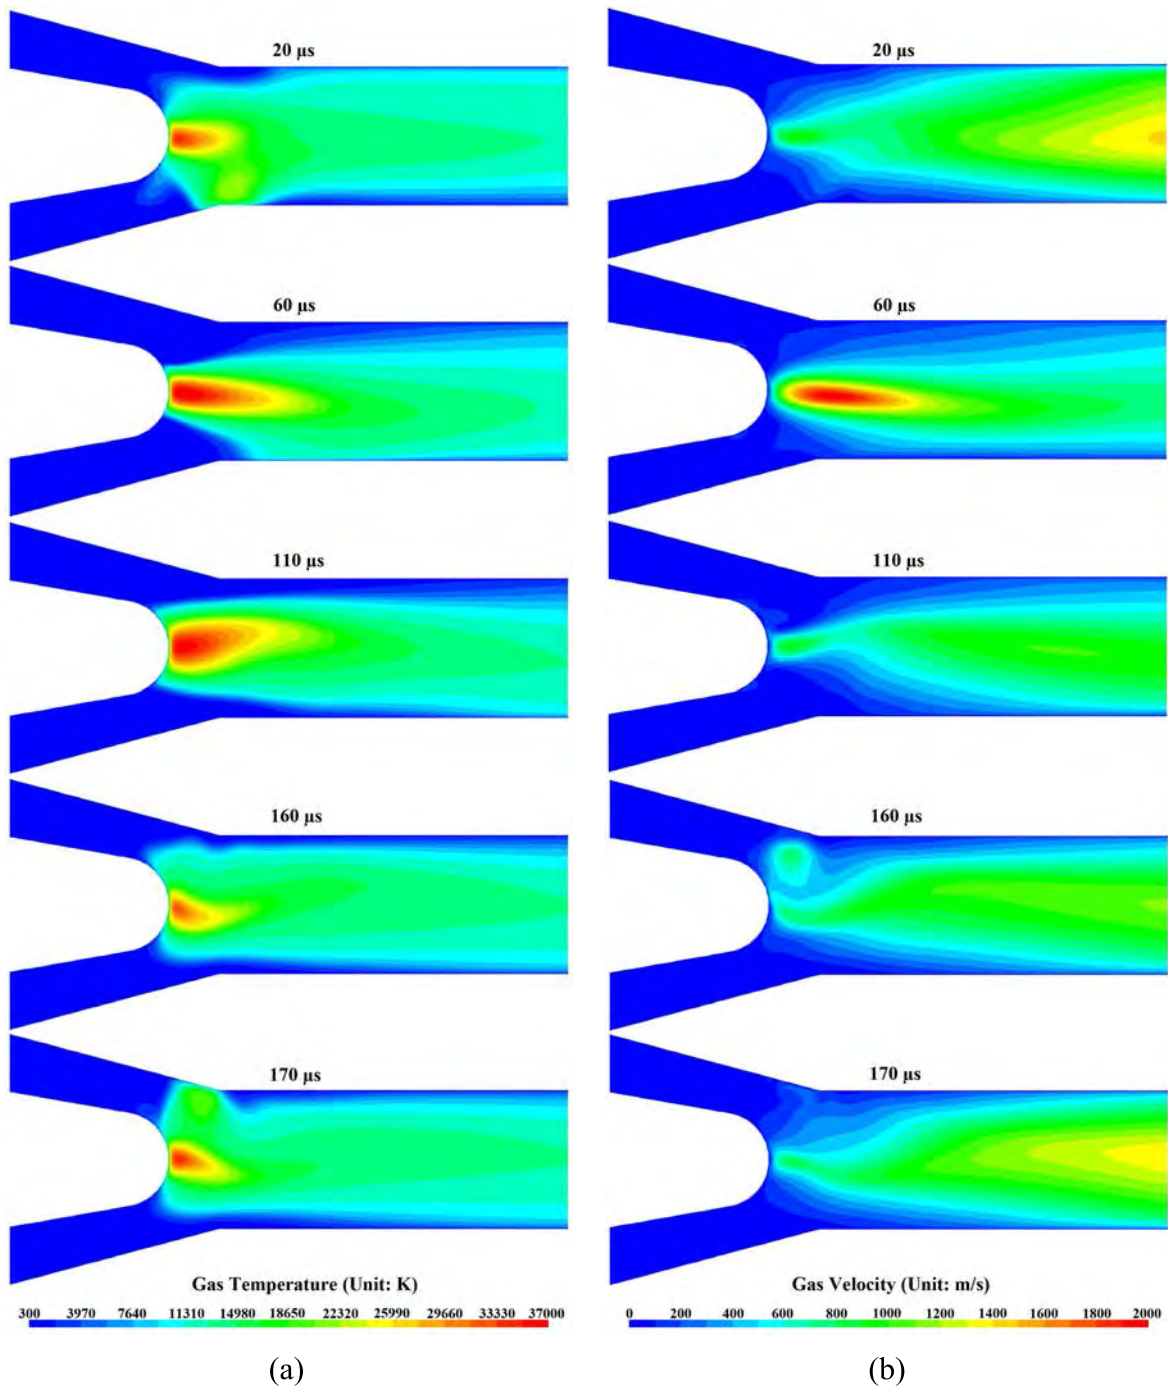 20 μs
20 μs
60 μs
60 μs
110 μs
110 μs
160 μs
160 μs
170 μs
170 μs
Gas Temperature (Unit: K)
Gas Velocity (Unit: m/s)
300 3970 7640 11310 14980 18650 22320 25990 29660 33330 37000
0 200 400 600 800 1000 1200 1400 1600 1800 2000
(a)
(b)